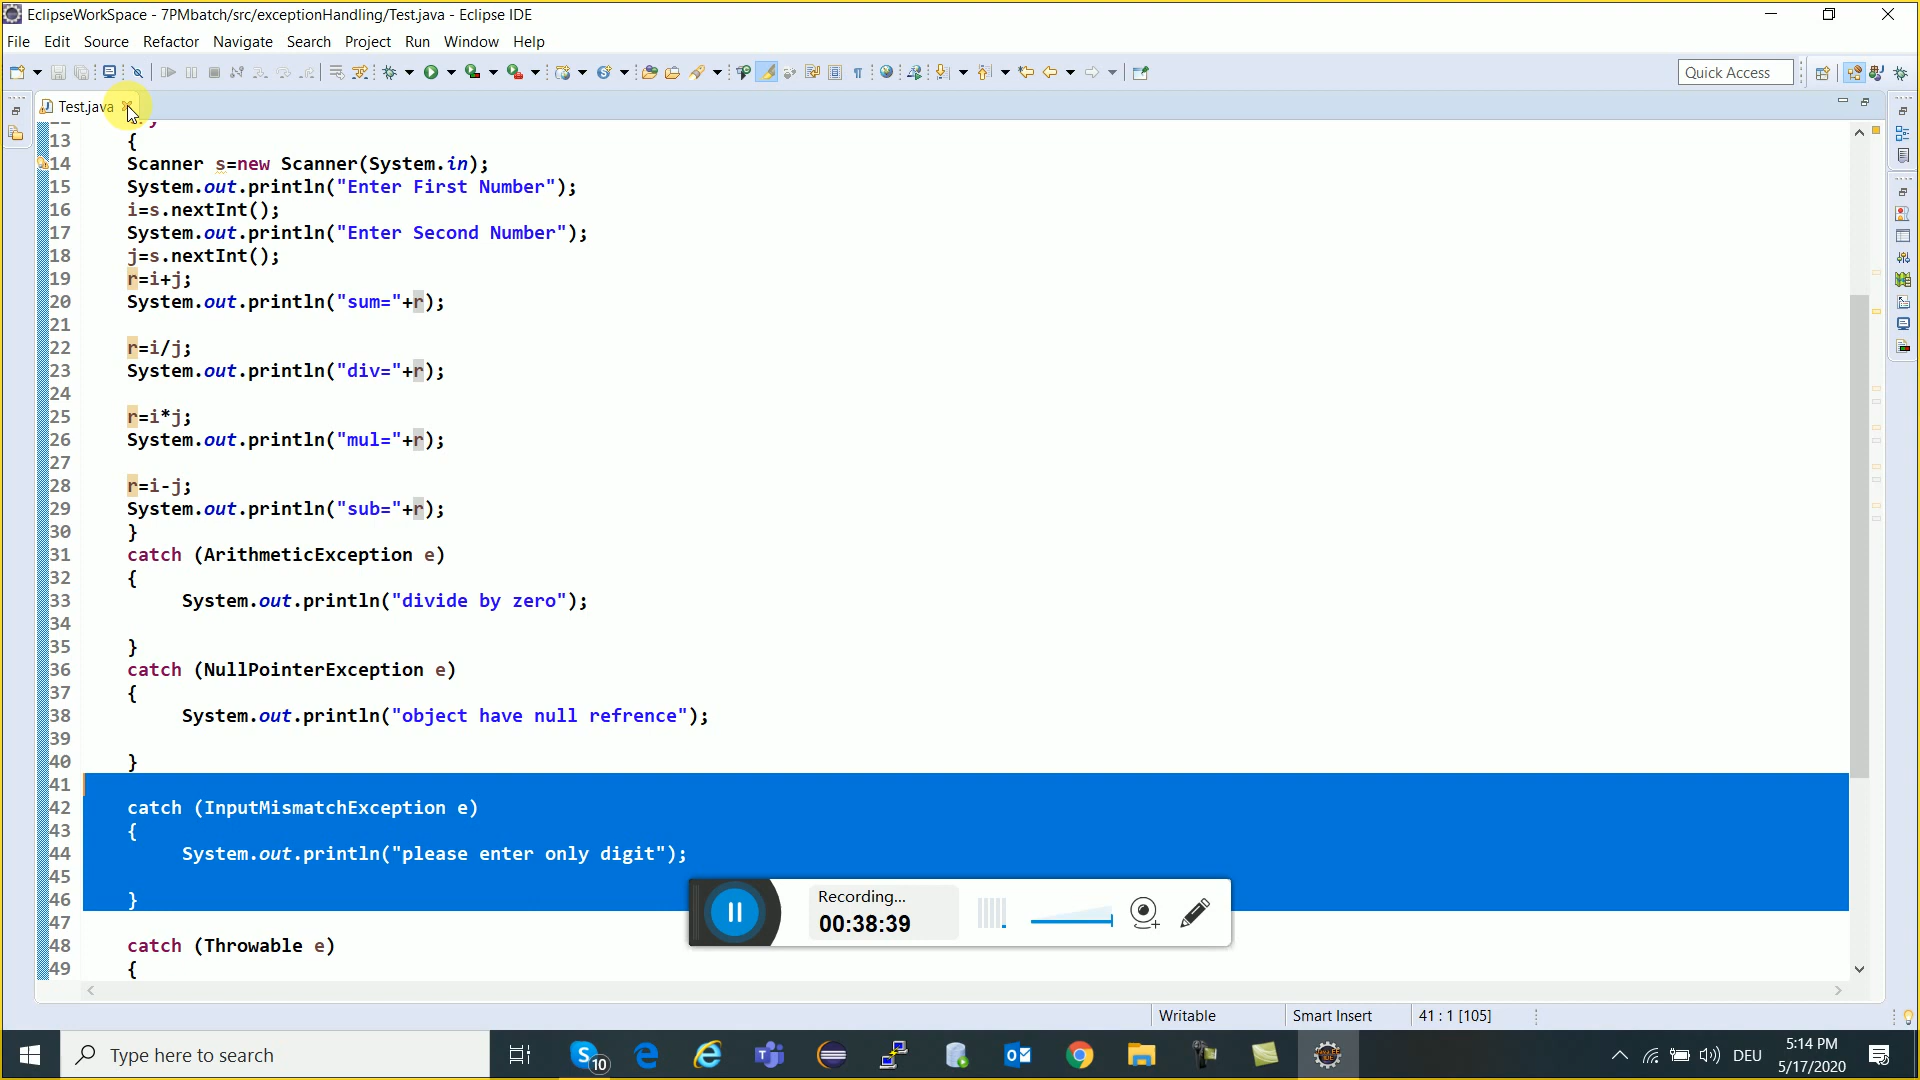 EclipseWorkSpace - 7PMbatch/src/exceptionHandling/Test.java - Eclipse IDE
File Edit Source Refactor Navigate Search Project Run Window Help
Quick Access
Test.java
13 {
14 Scanner s=new Scanner(System.in);
15 System.out.println("Enter First Number");
16 i=s.nextInt();
17 System.out.println("Enter Second Number");
18 j=s.nextInt();
19 r=i+j;
20 System.out.println("sum="+r);
21
22 r=i/j;
23 System.out.println("div="+r);
24
25 r=i*j;
26 System.out.println("mul="+r);
27
28 r=i-j;
29 System.out.println("sub="+r);
30 }
31 catch (ArithmeticException e)
32 {
33 System.out.println("divide by zero");
34
35 }
36 catch (NullPointerException e)
37 {
38 System.out.println("object have null refrence");
39
40 }
41
42 catch (InputMismatchException e)
43 {
44 System.out.println("please enter only digit");
45
46 }
47
48 catch (Throwable e)
49 {
Recording...
00:38:39
Writable Smart Insert 41 : 1 [105]
Type here to search
10
DEU
5:14 PM
5/17/2020